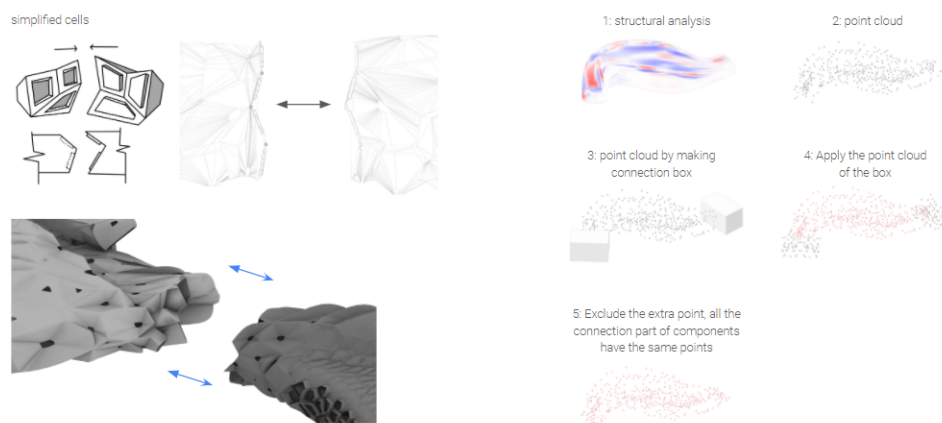 simplified cells
1: structural analysis
2: point cloud
3: point cloud by making
connection box
4: Apply the point cloud
of the box
5: Exclude the extra point, all the
connection part of components
have the same points